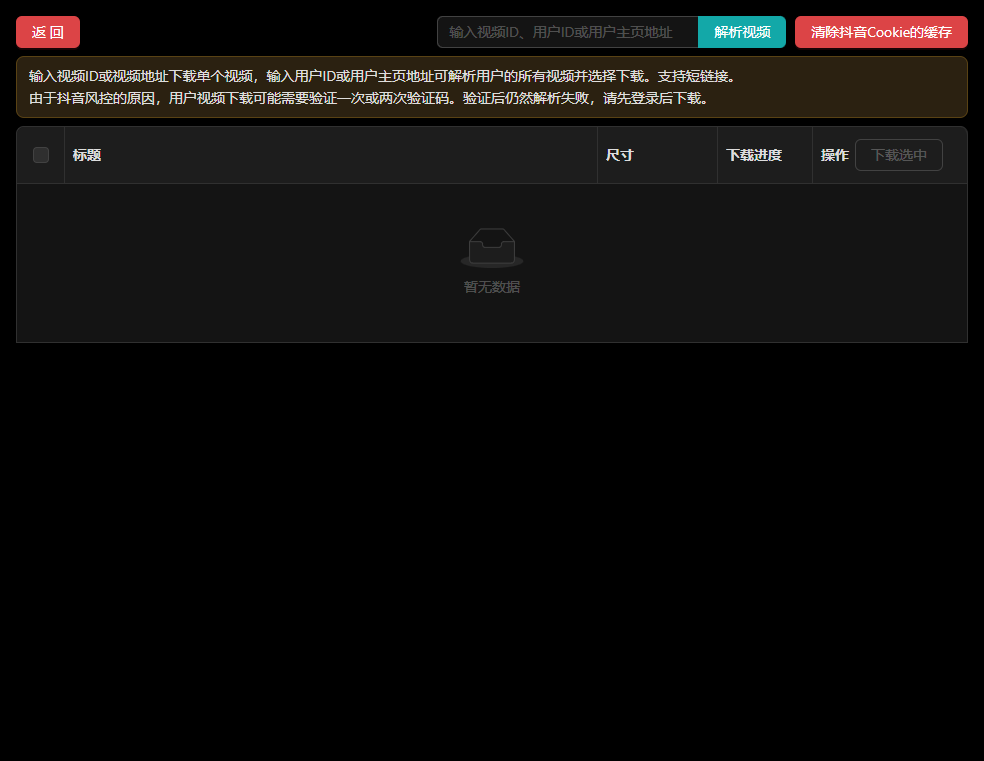 返 回
输入视频ID、用户ID或用户主页地址
解析视频
清除抖音Cookie的缓存
输入视频ID或视频地址下载单个视频，输入用户ID或用户主页地址可解析用户的所有视频并选择下载。支持短链接。
由于抖音风控的原因，用户视频下载可能需要验证一次或两次验证码。验证后仍然解析失败，请先登录后下载。
标题
尺寸
下载进度
操作
下载选中
暂无数据